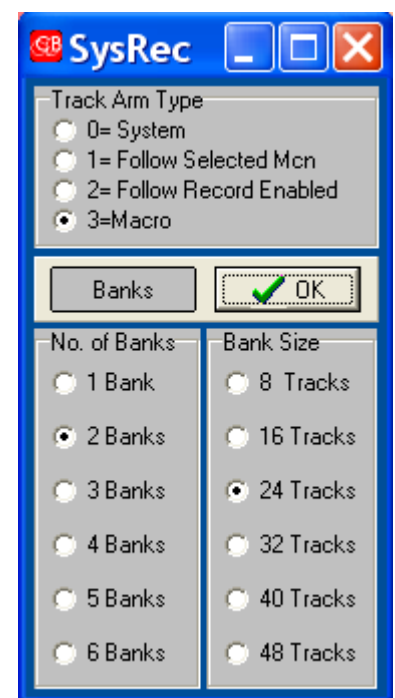 GB SysRec
Track Arm Type
0= System
1= Follow Selected Mcn
2= Follow Record Enabled
3=Macro
Banks OK
No. of Banks Bank Size
1 Bank 8 Tracks
2 Banks 16 Tracks
3 Banks 24 Tracks
4 Banks 32 Tracks
5 Banks 40 Tracks
6 Banks 48 Tracks